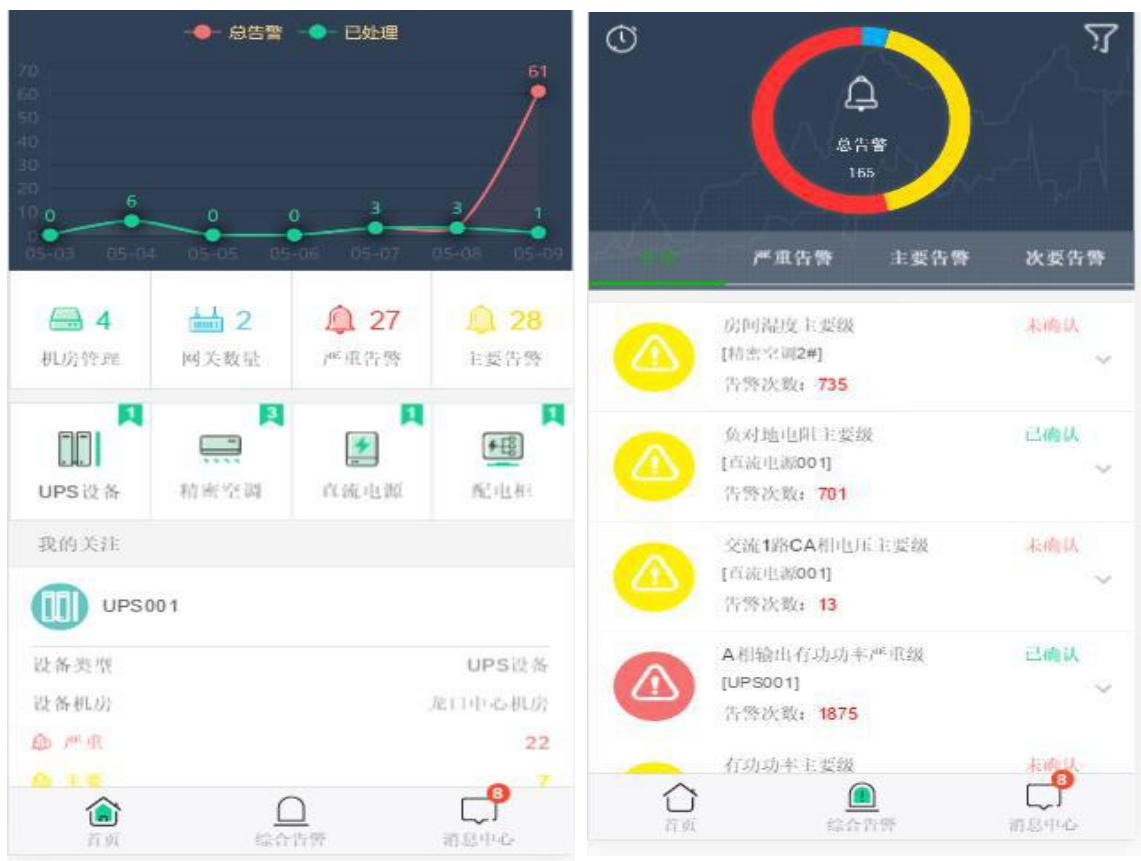 总告警 已处理
70
60
50
40
30
20
10
0
61
0 6 0 0 3 3 1
05-03 05-04 05-05 05-06 05-07 05-08 05-09
4 2 27 28
机房管理 网关数量 严重告警 主要告警
1 3 1 1
UPS设备 精密空调 直流电源 配电柜
我的关注
UPS001
设备类型 UPS设备
设备机房 龙口中心机房
严重 22
主要 7
8
首页 综合告警 消息中心
总告警
165
严重告警 主要告警 次要告警
房间湿度主要级 未确认
[精密空调2#]
告警次数：735
负对地电阻主要级 已确认
[直流电源001]
告警次数：701
交流1路CA相电压主要级 未确认
[直流电源001]
告警次数：13
A相输出有功功率严重级 已确认
[UPS001]
告警次数：1875
有功功率主要级 未确认
8
首页 综合告警 消息中心